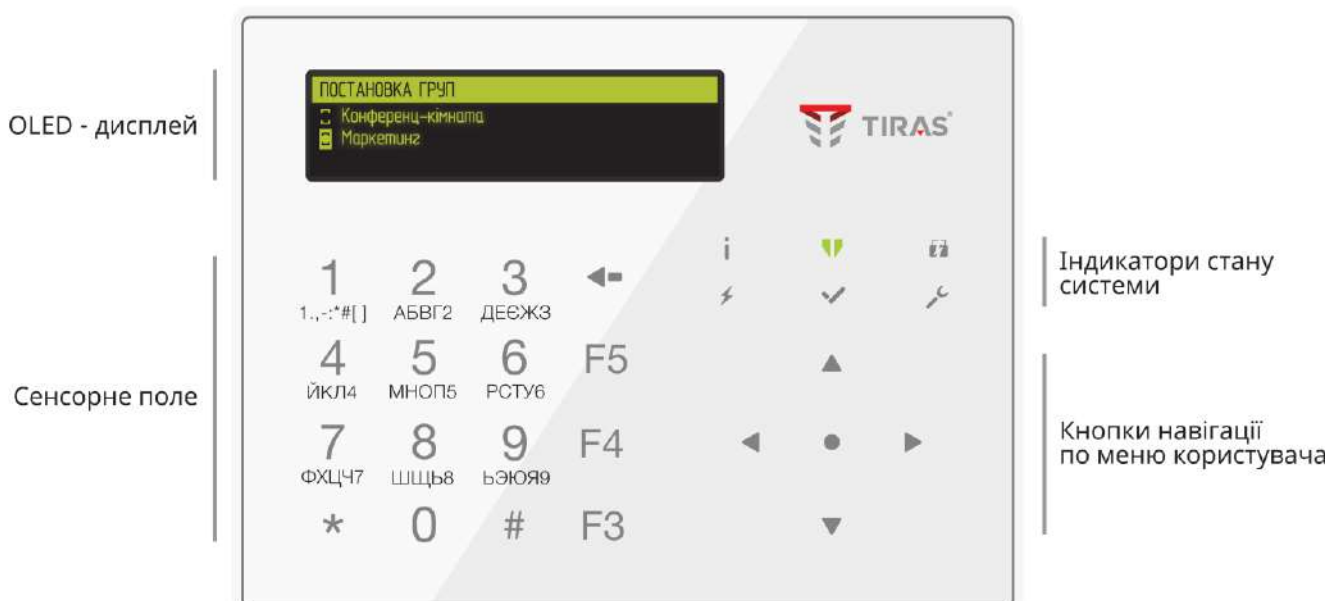 OLED - дисплей
ПОСТАНОВКА ГРУП
Конференц-кімната
Маркетинг
TIRAS®
Сенсорне поле
1 2 3
1.,-:*#[ ] АБВГ2 ДЕЄЖЗ
4 5 6 F5
ЙКЛ4 МНОП5 РСТУ6
7 8 9 F4
ФХЦЧ7 ШЩЬ8 ЬЭЮЯ9
* 0 # F3
i
Індикатори стану
системи
Кнопки навігації
по меню користувача